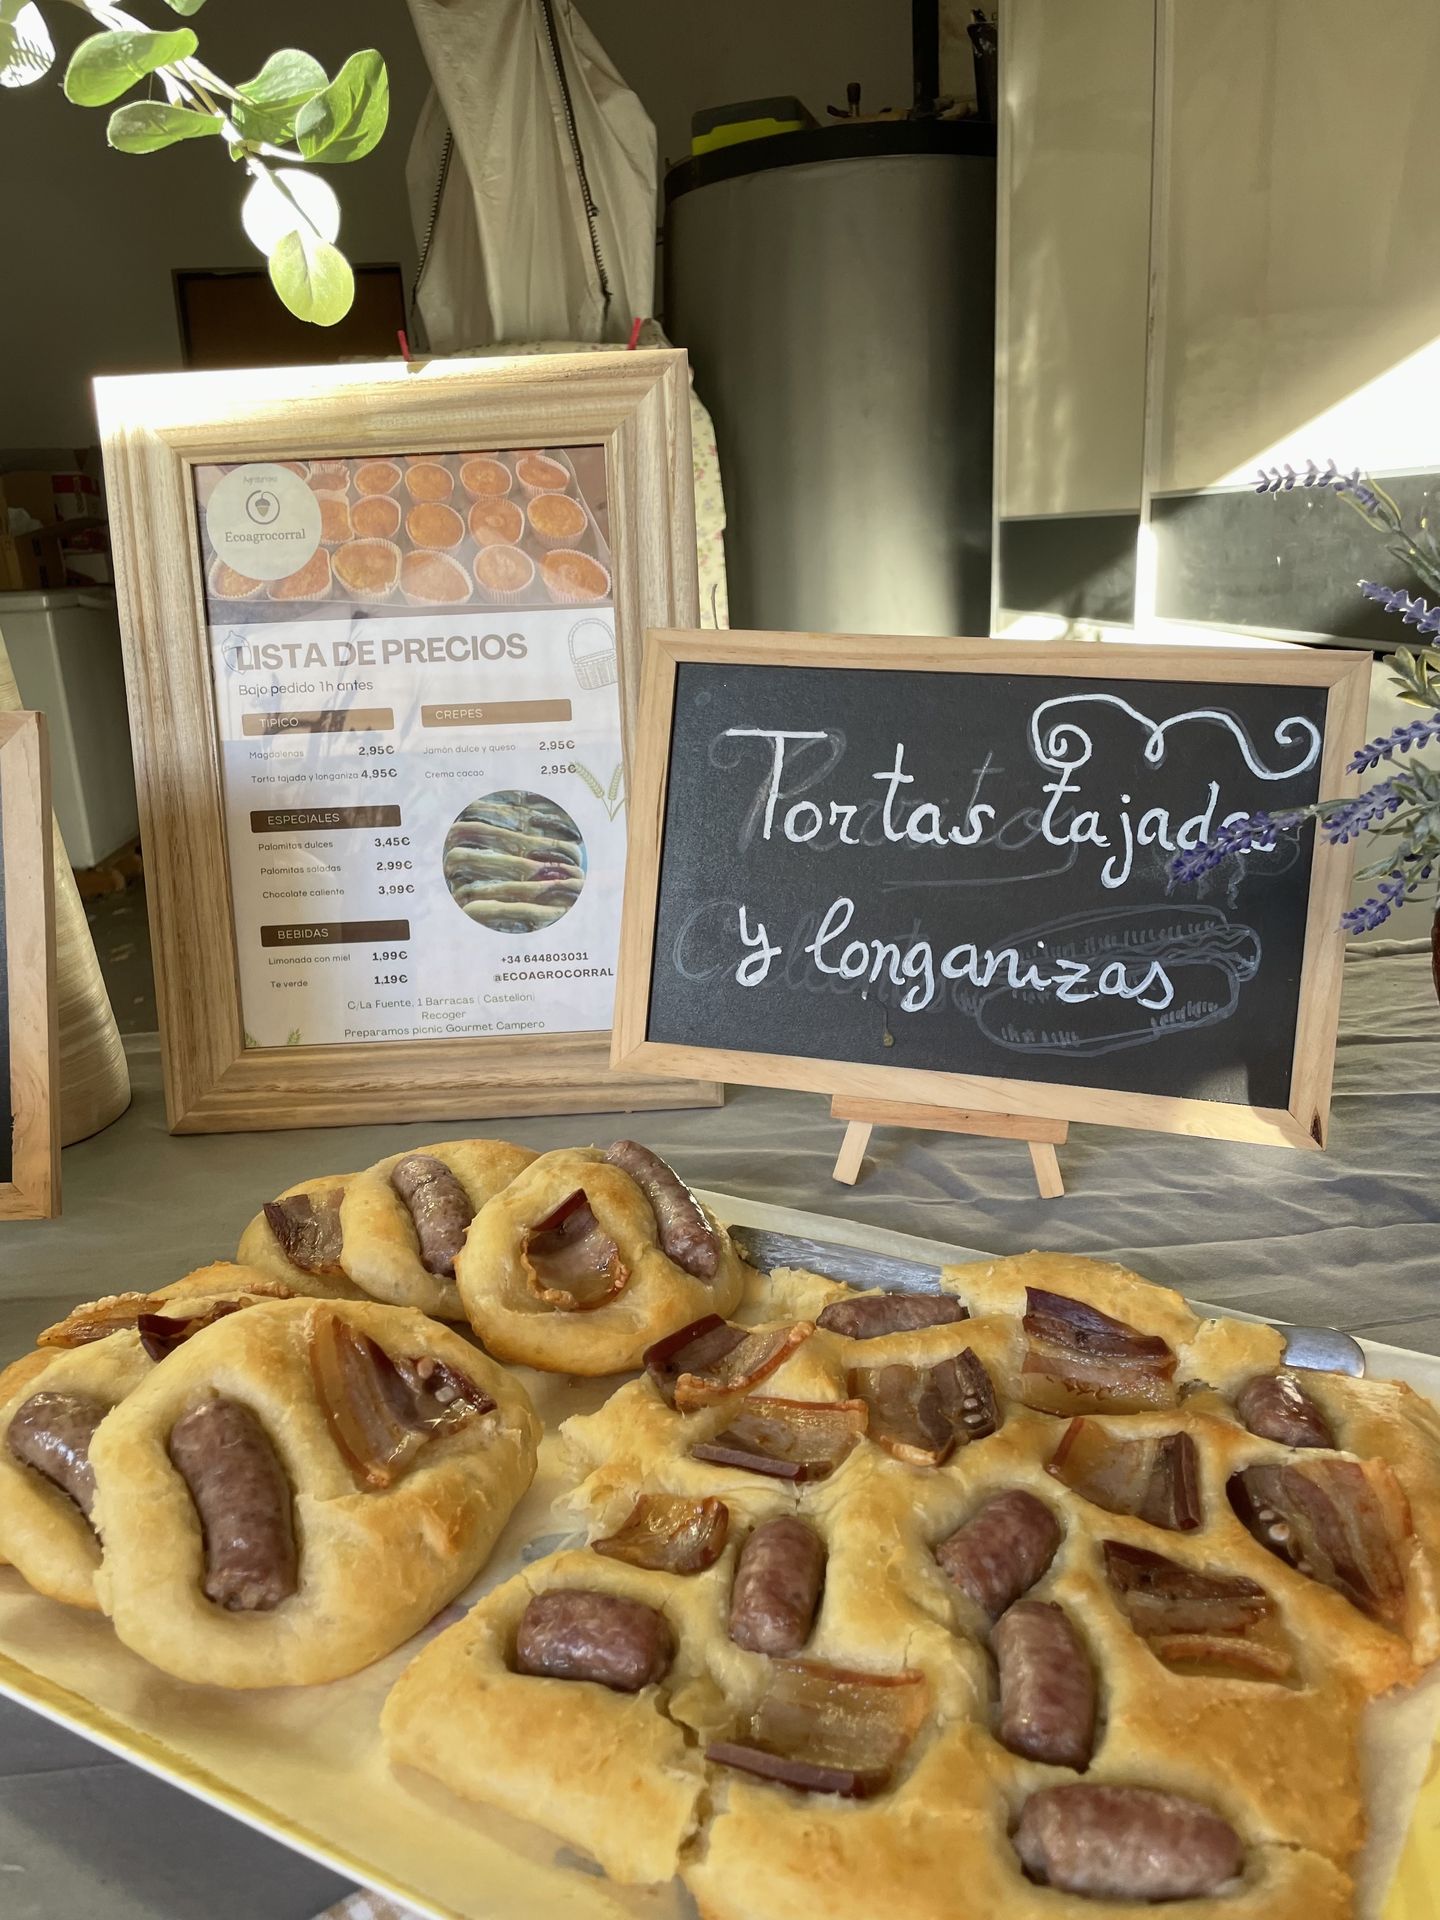 Ecoagrocorral
LISTA DE PRECIOS
Bajo pedido 1h antes
TIPICO
Magdalenas 2,95€
Torta tajada y longaniza 4,95€
CREPES
Jamón dulce y queso 2,95€
Crema cacao 2,95€
ESPECIALES
Palomitas dulces 3,45€
Palomitas saladas 2,99€
Chocolate caliente 3,99€
BEBIDAS
Limonada con miel 1,99€
Te verde 1,19€
+34 644803031
@ECOAGROCORRAL
C/La Fuente, 1 Barracas ( Castellon)
Recoger
Preparamos picnic Gourmet Campero
Tortas tajadas
y longanizas